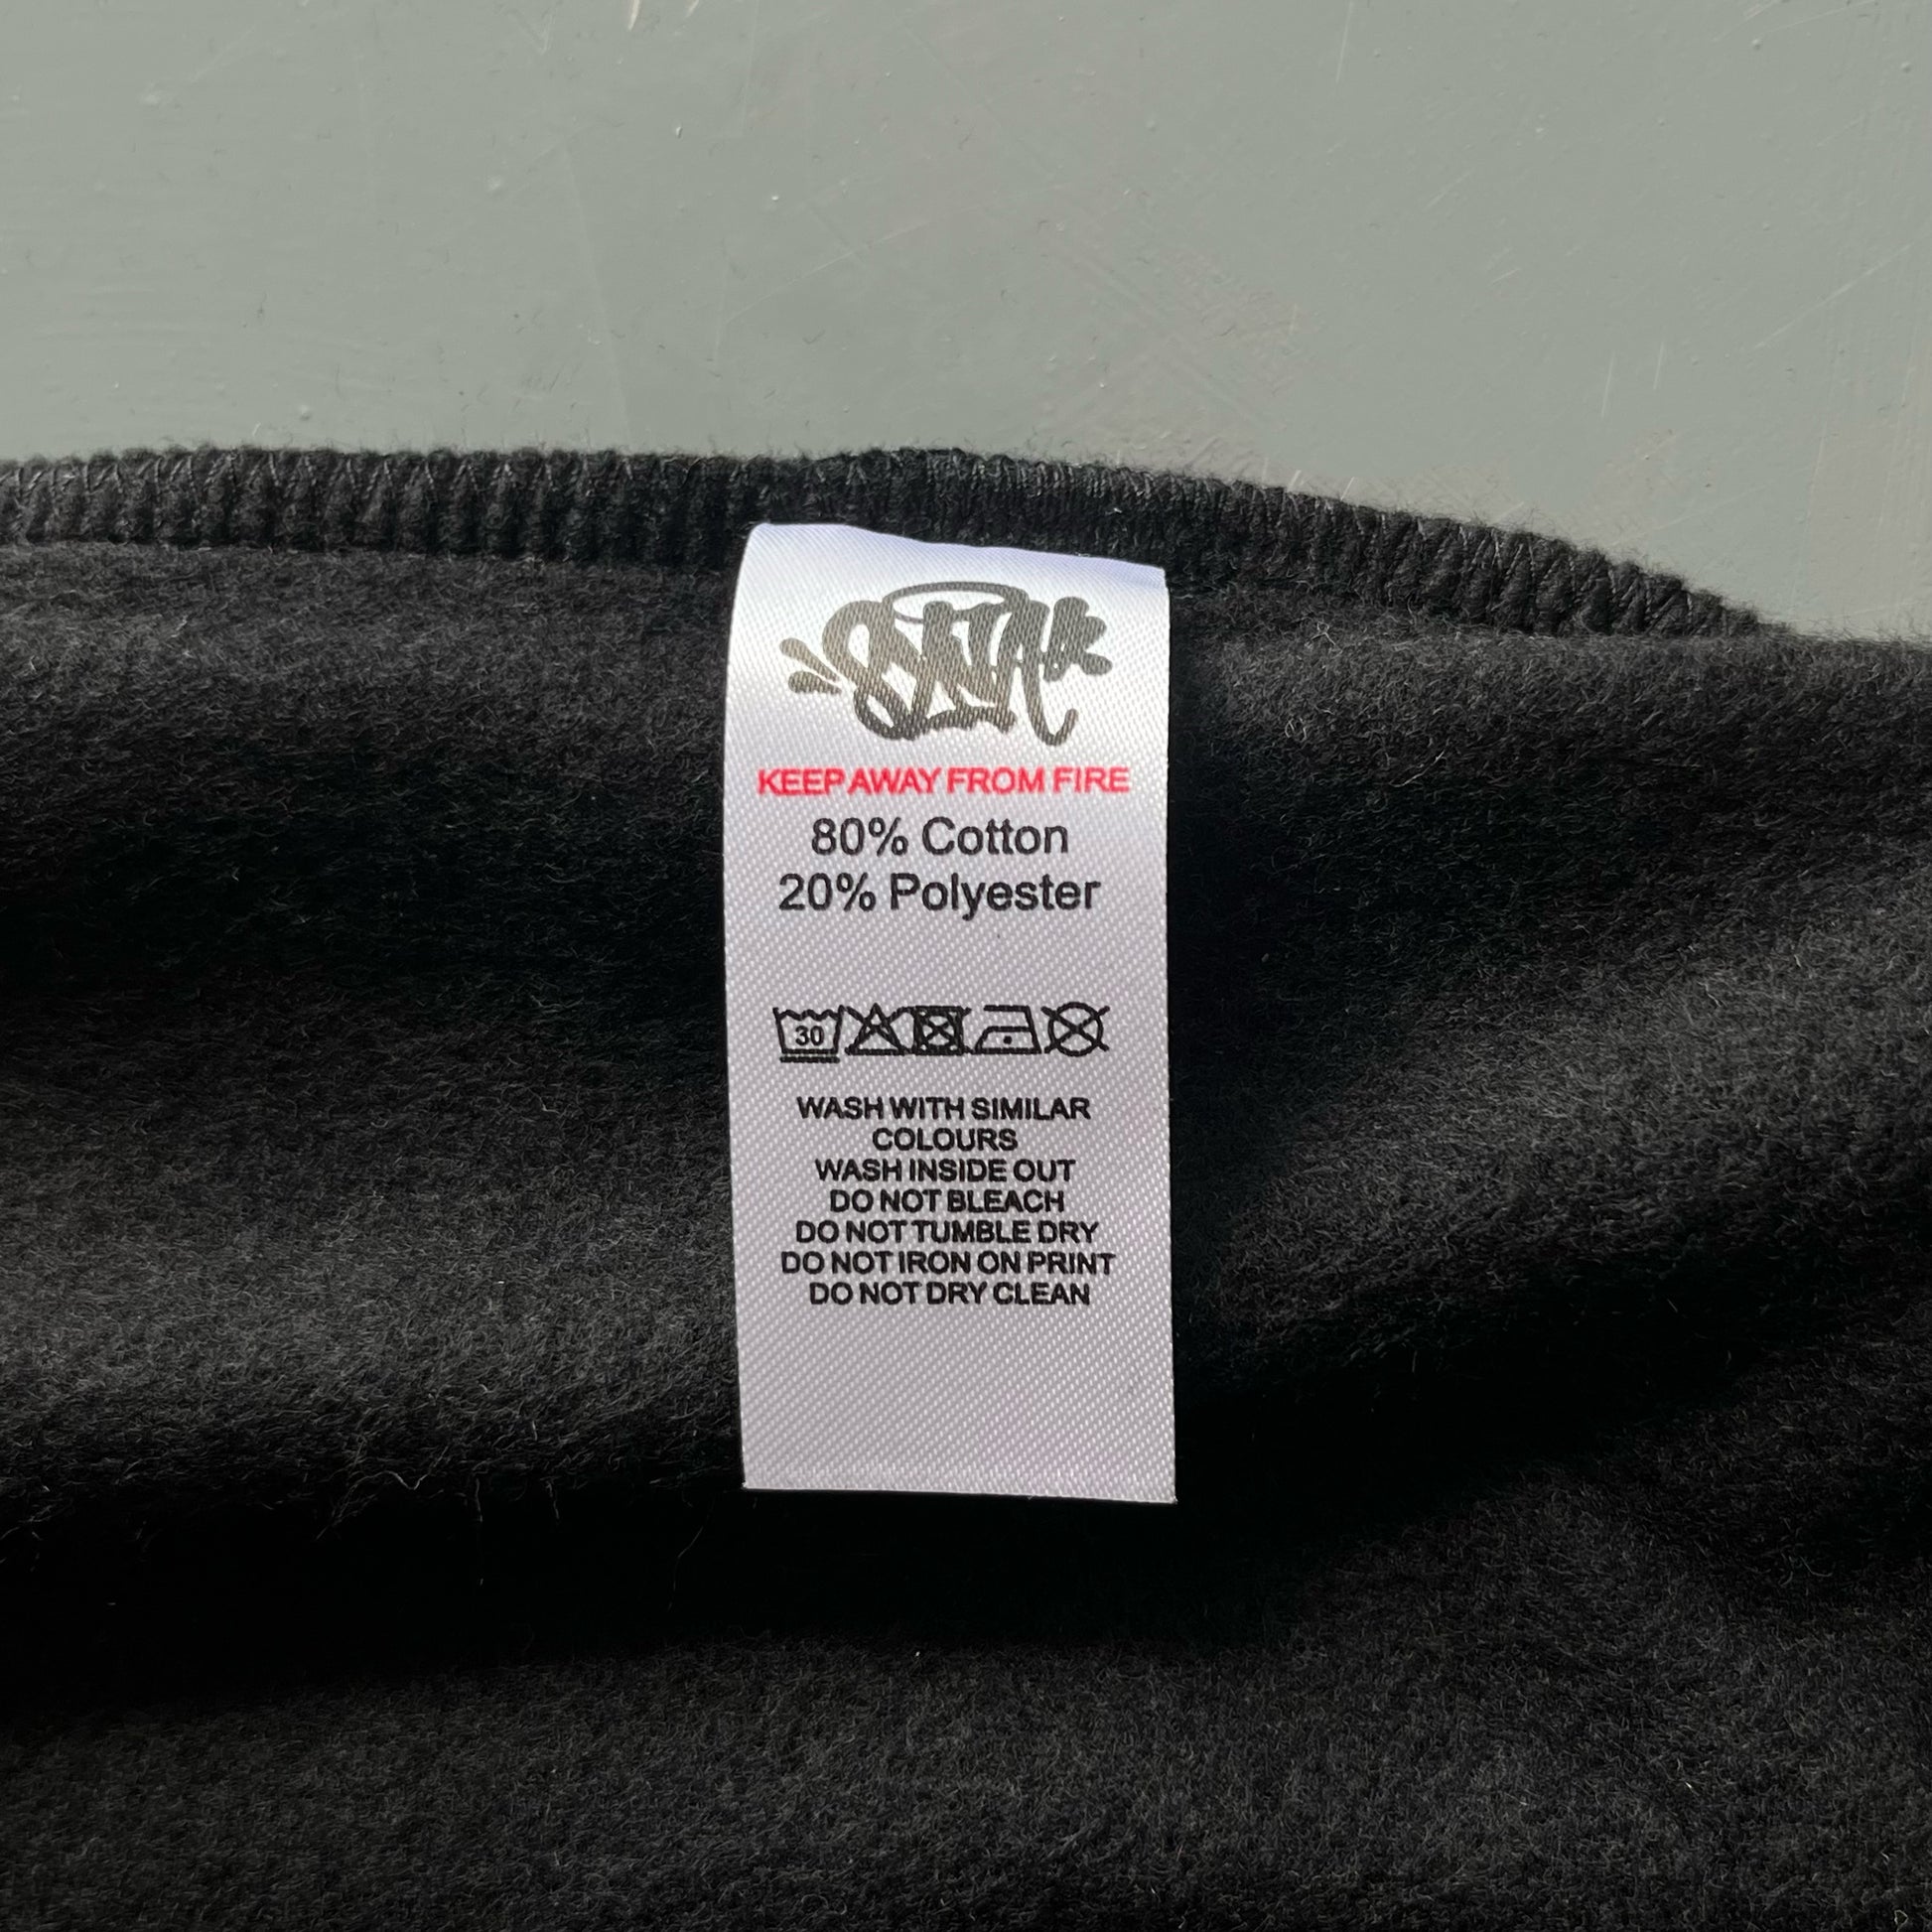 SYNA
KEEP AWAY FROM FIRE
80% Cotton
20% Polyester
30
WASH WITH SIMILAR
COLOURS
WASH INSIDE OUT
DO NOT BLEACH
DO NOT TUMBLE DRY
DO NOT IRON ON PRINT
DO NOT DRY CLEAN